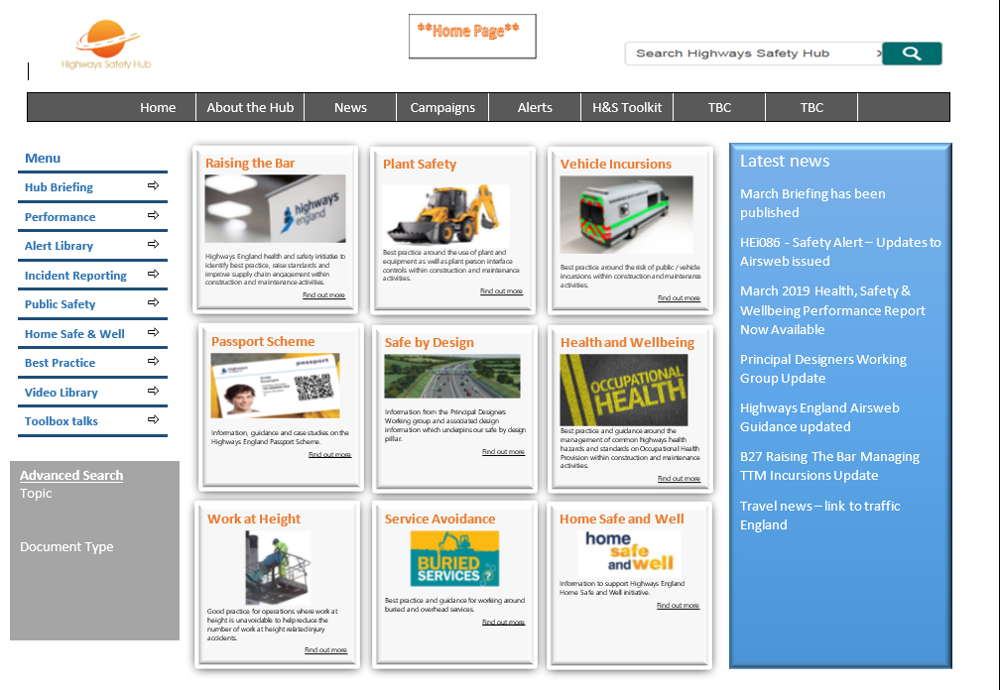 **Home Page**
Highways Safety Hub
Search Highways Safety Hub
Home
About the Hub
News
Campaigns
Alerts
H&S Toolkit
TBC
TBC
Menu
Hub Briefing
Performance
Alert Library
Incident Reporting
Public Safety
Home Safe & Well
Best Practice
Video Library
Toolbox talks
Advanced Search
Topic
Document Type
Raising the Bar
highways
england
Highways England health and safety initiative to
identify best practice, raise standards and
improve supply chain engagement within
construction and maintenance activities.
Find out more
Plant Safety
Best practice around the use of plant and
equipment as well as plant person interface
controls within construction and maintenance
activities.
Find out more
Vehicle Incursions
Best practice around the risk of public / vehicle
incursions within construction and maintenance
activities.
Find out more
Passport Scheme
passport
Information, guidance and case studies on the
Highways England Passport Scheme.
Find out more
Safe by Design
Information from the Principal Designers
Working group and associated design
information which underpins our safe by design
pilllar.
Find out more
Health and Wellbeing
OCCUPATIONAL
HEALTH
Best practice and guidance around the
management of common highways health
hazards and standards on Occupational Health
Provision within construction and maintenance
activities.
Find out more
Work at Height
Good practice for operations where work at
height is unavoidable to help reduce the
number of work at height related injury
accidents.
Find out more
Service Avoidance
BURIED
SERVICES?
Best practice and guidance for working around
buried and overhead services.
Find out more
Home Safe and Well
home
safe
and well
Information to support Highways England
Home Safe and Well initiative.
Find out more
Latest news
March Briefing has been
published
HEi086 - Safety Alert – Updates to
Airsweb issued
March 2019 Health, Safety &
Wellbeing Performance Report
Now Available
Principal Designers Working
Group Update
Highways England Airsweb
Guidance updated
B27 Raising The Bar Managing
TTM Incursions Update
Travel news – link to traffic
England